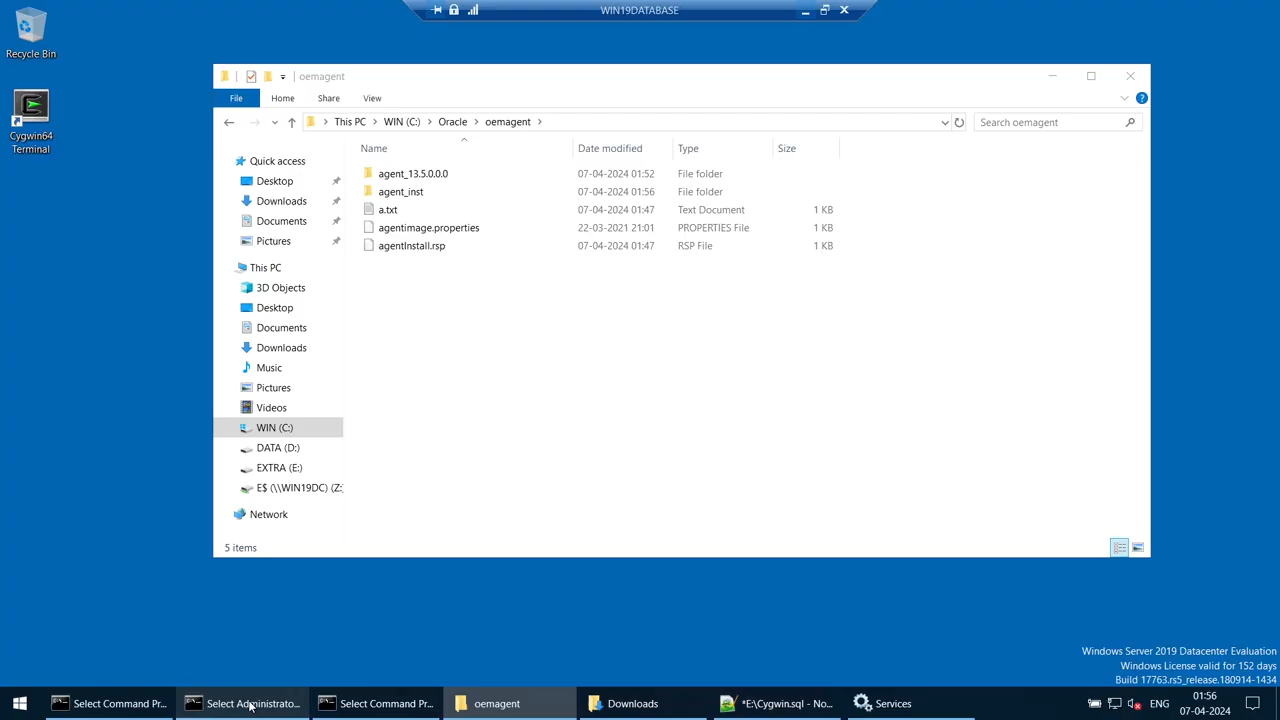 WIN19DATABASE
Recycle Bin
Cygwin64
Terminal
oemagent
File Home Share View
This PC WIN (C:) Oracle oemagent
Search oemagent
Name Date modified Type Size
agent_13.5.0.0.0 07-04-2024 01:52 File folder
agent_inst 07-04-2024 01:56 File folder
a.txt 07-04-2024 01:47 Text Document 1 KB
agentimage.properties 22-03-2021 21:01 PROPERTIES File 1 KB
agentInstall.rsp 07-04-2024 01:47 RSP File 1 KB
Quick access
Desktop
Downloads
Documents
Pictures
This PC
3D Objects
Desktop
Documents
Downloads
Music
Pictures
Videos
WIN (C:)
DATA (D:)
EXTRA (E:)
E$ (\\WIN19DC) (Z:
Network
5 items
Windows Server 2019 Datacenter Evaluation
Windows License valid for 152 days
Build 17763.rs5_release.180914-1434
Select Command Pr... Select Administrato... Select Command Pr... oemagent Downloads *E:\Cygwin.sql - No... Services ENG 01:56
07-04-2024